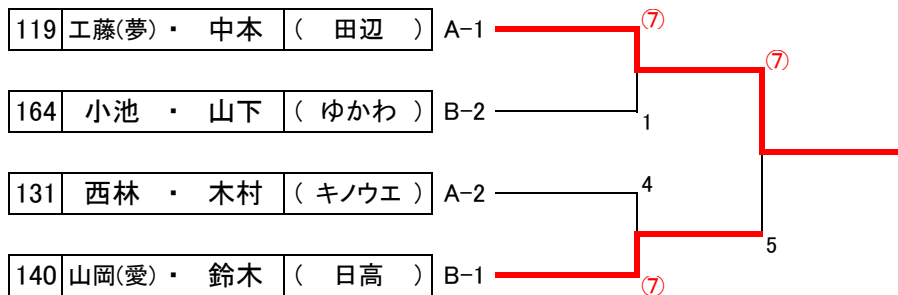 119 工藤(夢)・ 中本 ( 田辺 ) A-1 ⑦
⑦
164 小池 ・ 山下 ( ゆかわ ) B-2 1
131 西林 ・ 木村 ( キノウエ ) A-2 4
5
140 山岡(愛)・ 鈴木 ( 日高 ) B-1 ⑦